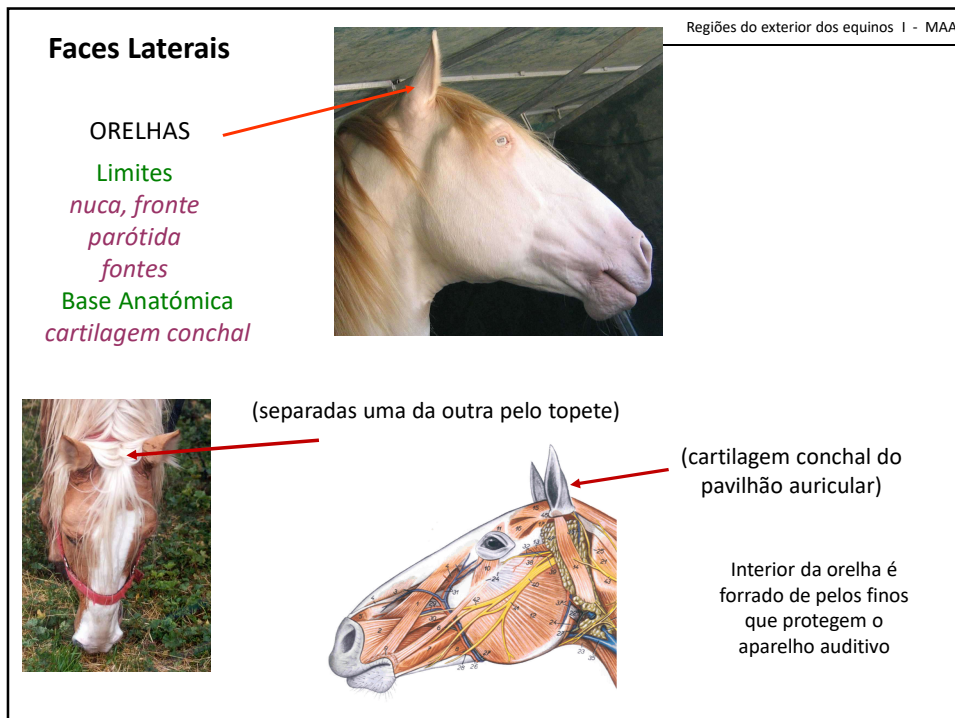 Regiões do exterior dos equinos I - MAA
Faces Laterais
ORELHAS
Limites
nuca, fronte
parótida
fontes
Base Anatómica
cartilagem conchal
(separadas uma da outra pelo topete)
(cartilagem conchal do
pavilhão auricular)
Interior da orelha é
forrado de pelos finos
que protegem o
aparelho auditivo